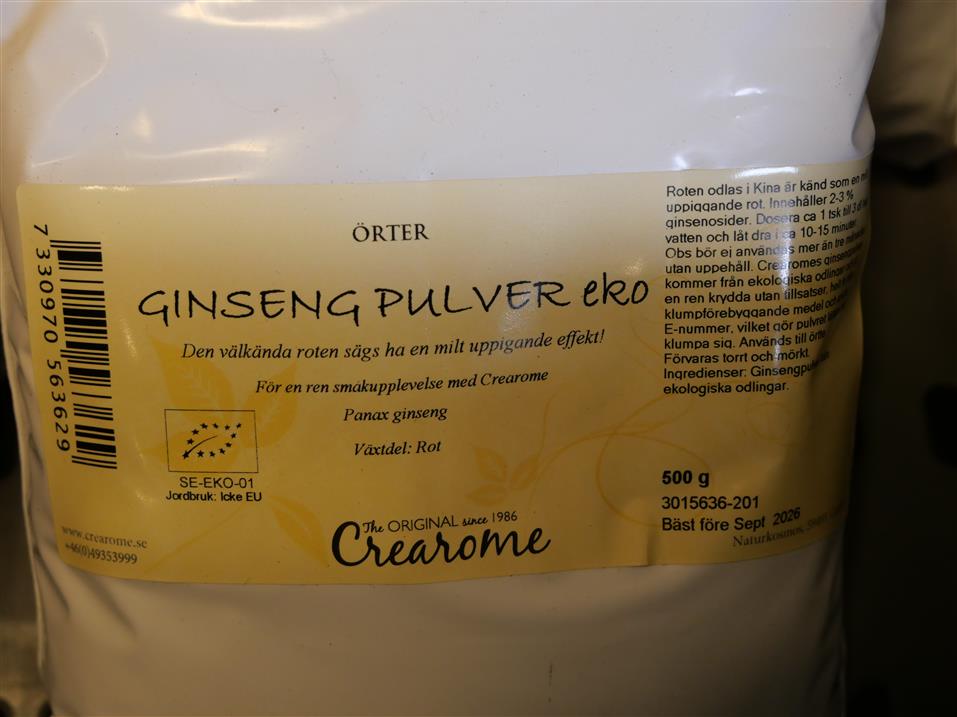 ÖRTER
GINSENG PULVER eko
Den välkända roten sägs ha en milt uppigande effekt!
För en ren smakupplevelse med Crearome
Panax ginseng
Växtdel: Rot
SE-EKO-01
Jordbruk: Icke EU
7 330970 563629
www.crearome.se
+46(0)49353999
The ORIGINAL since 1986
Crearome
Roten odlas i Kina är känd som en
uppiggande rot. Innehåller 2-3 %
ginsenosider. Dosera ca 1 tsk till 3 dl
vatten och låt dra i ca 10-15 minuter
Obs bör ej användas mer än tre
utan uppehåll. Crearomes
kommer från ekologiska odlingar
en ren krydda utan tillsatser,
klumpförebyggande medel och
E-nummer, vilket gör pulvret
klumpa sig. Används till
Förvaras torrt och mörkt.
Ingredienser:
ekologiska odlingar.
500 g
3015636-201
Bäst före Sept 2026
Naturkosmos,